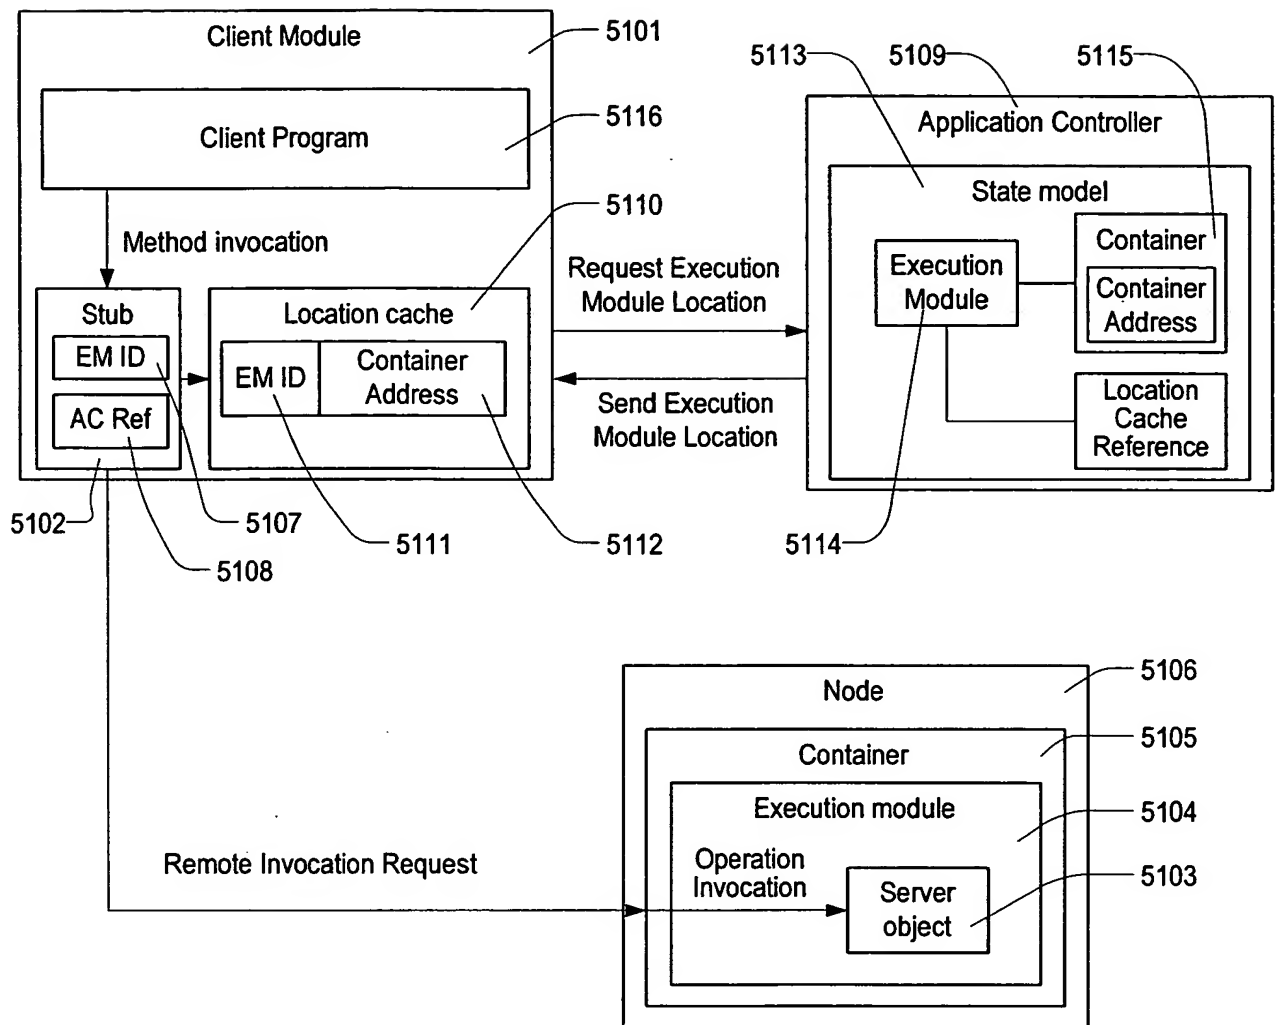 Client Module
5101
Client Program
5116
Method invocation
5110
Stub
EM ID
AC Ref
Location cache
EM ID
Container
Address
5102
5107
5108
5111
5112
Request Execution
Module Location
Send Execution
Module Location
5113
5109
5115
Application Controller
State model
Execution
Module
Container
Container
Address
Location
Cache
Reference
5114
Node
5106
Container
5105
Execution module
5104
Remote Invocation Request
Operation
Invocation
Server
object
5103